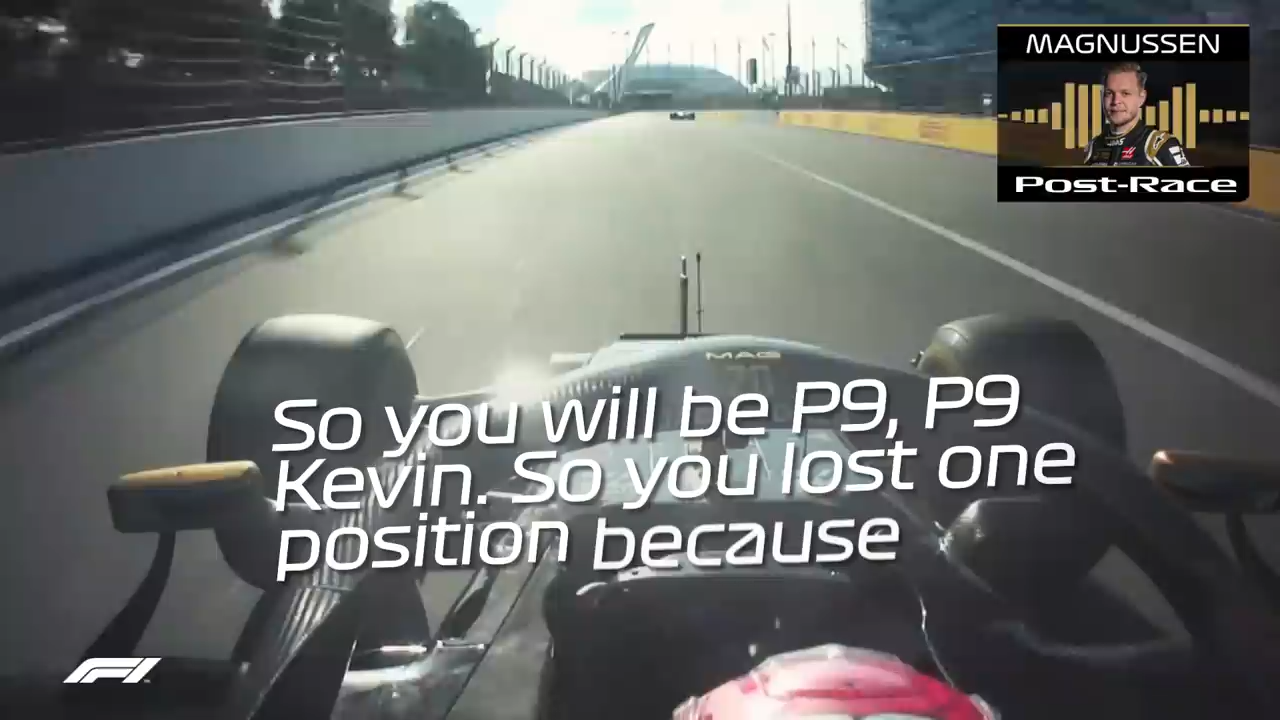 MAGNUSSEN
Post-Race
MAG
So you will be P9, P9
Kevin. So you lost one
position because
F1